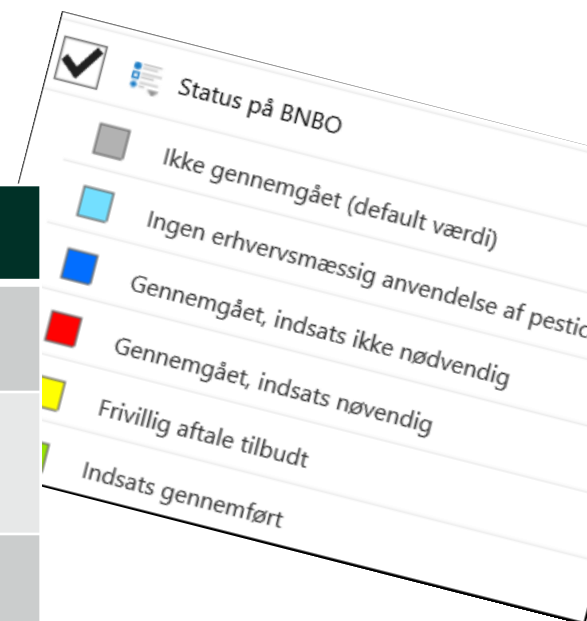 Status på BNBO
Ikke gennemgået (default værdi)
Ingen erhvervsmæssig anvendelse af
Gennemgået, indsats ikke nødvendig
Gennemgået, indsats nøvendig
Frivillig aftale tilbudt
Indsats gennemført